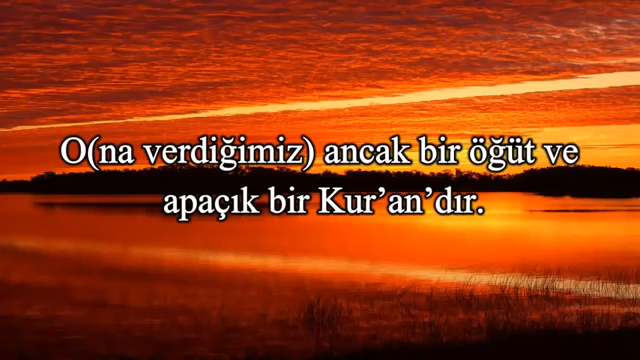 O(na verdiğimiz) ancak bir öğüt ve
apaçık bir Kur’an’dır.